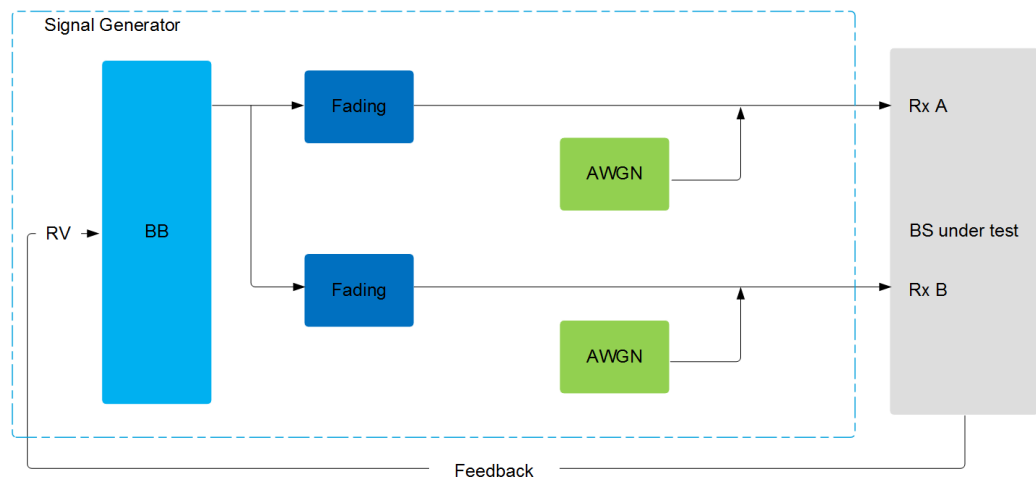 Signal Generator
Fading
Rx A
AWGN
RV
BB
BS under test
Fading
Rx B
AWGN
Feedback